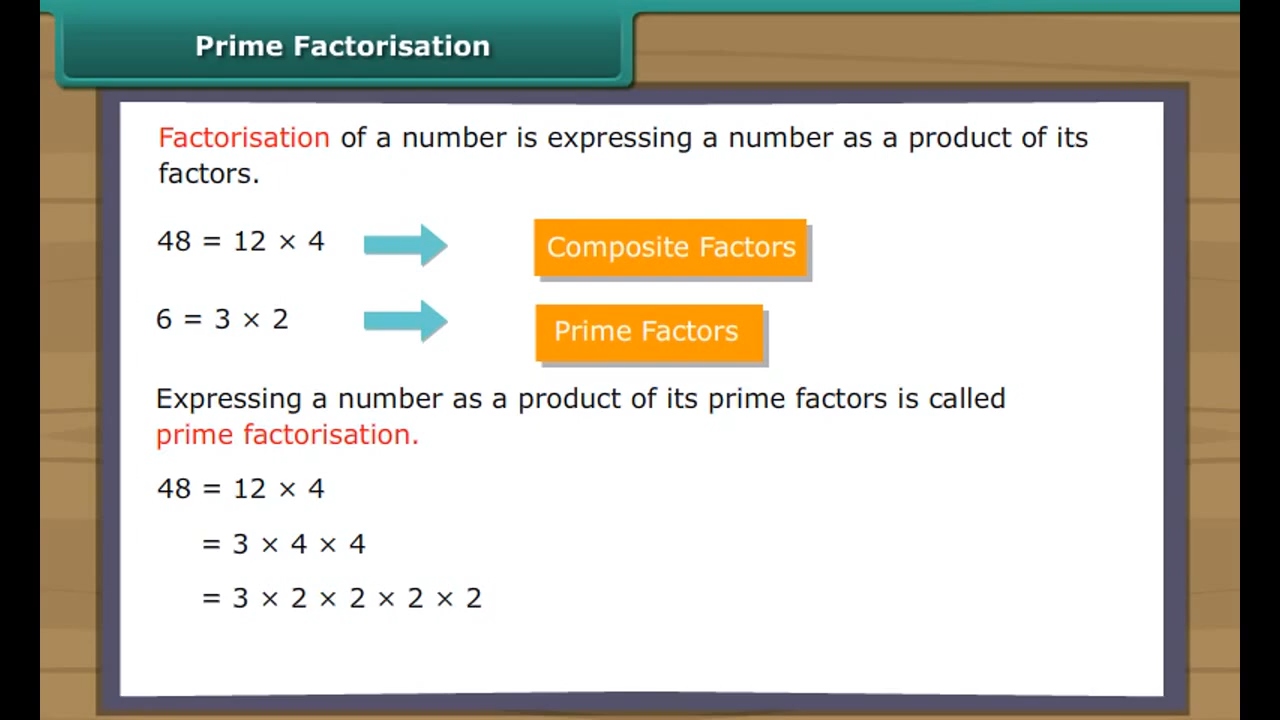 Prime Factorisation
Factorisation of a number is expressing a number as a product of its
factors.
48 = 12 × 4
Composite Factors
6 = 3 × 2
Prime Factors
Expressing a number as a product of its prime factors is called
prime factorisation.
48 = 12 × 4
= 3 × 4 × 4
= 3 × 2 × 2 × 2 × 2